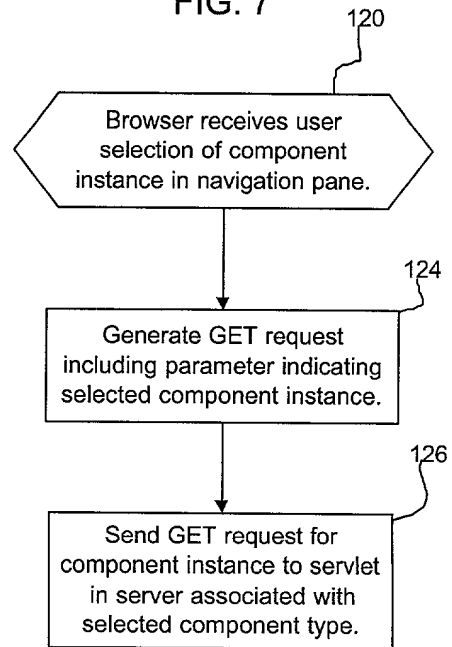 FIG. 7
120
Browser receives user
selection of component
instance in navigation pane.
124
Generate GET request
including parameter indicating
selected component instance.
126
Send GET request for
component instance to servlet
in server associated with
selected component type.